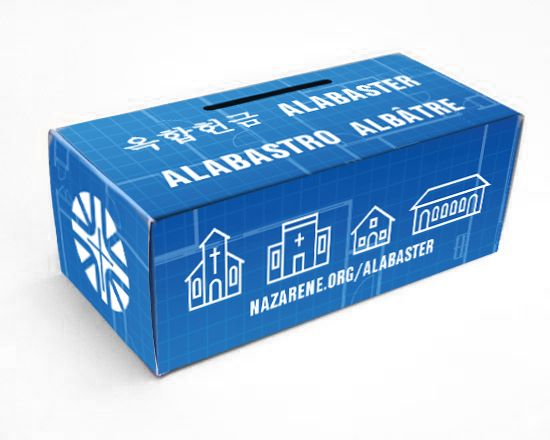 옥합헌금 ALABASTER
ALABASTRO ALBÂTRE
NAZARENE.ORG/ALABASTER